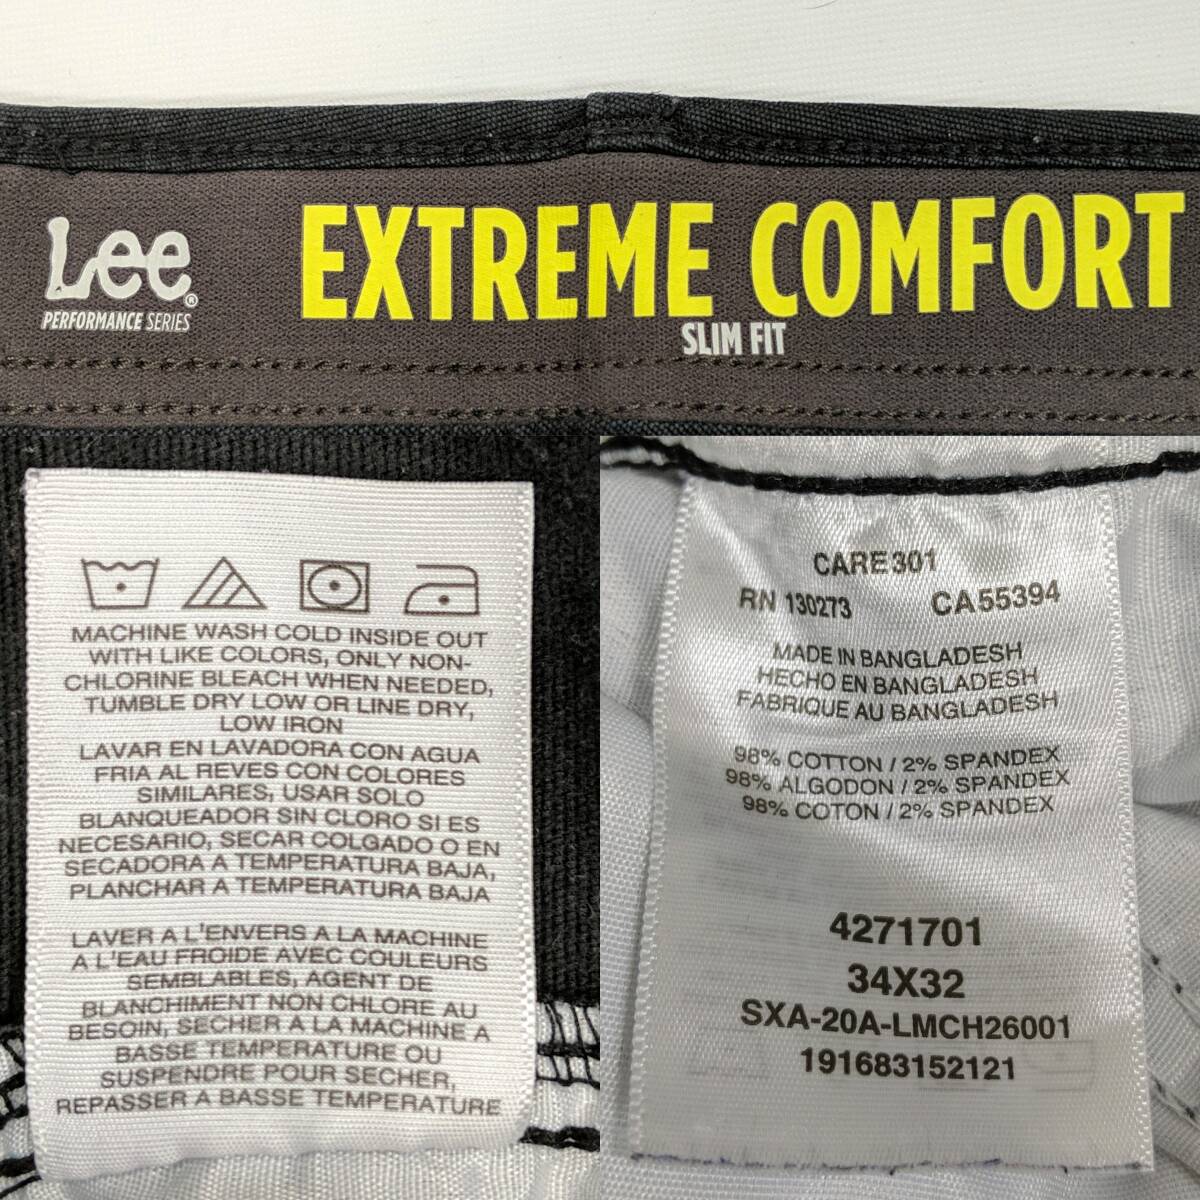 Lee®
PERFORMANCE SERIES
EXTREME COMFORT
SLIM FIT
MACHINE WASH COLD INSIDE OUT
WITH LIKE COLORS, ONLY NON-
CHLORINE BLEACH WHEN NEEDED,
TUMBLE DRY LOW OR LINE DRY,
LOW IRON
LAVAR EN LAVADORA CON AGUA
FRIA AL REVES CON COLORES
SIMILARES, USAR SOLO
BLANQUEADOR SIN CLORO SI ES
NECESARIO, SECAR COLGADO O EN
SECADORA A TEMPERATURA BAJA,
PLANCHAR A TEMPERATURA BAJA
LAVER A L'ENVERS A LA MACHINE
A L'EAU FROIDE AVEC COULEURS
SEMBLABLES, AGENT DE
BLANCHIMENT NON CHLORE AU
BESOIN, SECHER A LA MACHINE A
BASSE TEMPERATURE OU
SUSPENDRE POUR SECHER,
REPASSER A BASSE TEMPERATURE
CARE301
RN 130273 CA55394
MADE IN BANGLADESH
HECHO EN BANGLADESH
FABRIQUE AU BANGLADESH
98% COTTON / 2% SPANDEX
98% ALGODON / 2% SPANDEX
98% COTON / 2% SPANDEX
4271701
34X32
SXA-20A-LMCH26001
191683152121